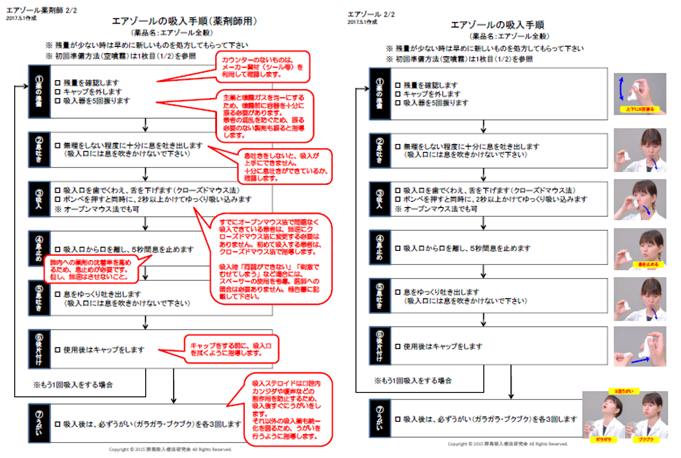 エアゾール薬剤師 2/2
2017.5.1作成
エアゾールの吸入手順(薬剤師用)
(薬品名:エアゾール全般)
※ 残量が少ない時は早めに新しいものを処方してもらって下さい
※ 初回準備方法(空噴霧)は1枚目(1/2)を参照
カウンターのないものは、
メーカー資材(シール等)を
利用して確認します。
①薬の準備
□ 残量を確認します
□ キャップを外します
□ 吸入器を5回振ります
主薬と噴霧ガスを均一にする
ため、噴霧前に容器を十分に
振る必要があります。
患者の混乱を防ぐため、振る
必要のない製剤も振ると指導
します。
②息吐き
□ 無理をしない程度に十分に息を吐き出します
(吸入口には息を吹きかけないで下さい)
息吐きをしないと、吸入が
上手にできません。
十分に息吐きができているか、
確認します。
③吸入
□ 吸入口を歯でくわえ、舌を下げます(クローズドマウス法)
□ ボンベを押すと同時に、2秒以上かけてゆっくり吸い込みます
※ オープンマウス法でも可
すでにオープンマウス法で問題なく
吸入できている患者は、無理にク
ローズドマウス法に変更する必要は
ありません。初めて吸入する患者は、
クローズドマウス法で指導します。
吸入時「同調ができない」「刺激で
むせてしまう」など場合には、
スペーサーの使用を考慮。医師への
照会は必要ありません。報告書に記
載して下さい。
④息止め
□ 吸入口から口を離し、5秒間息を止めます
肺内への薬剤の沈着率を高め
るため、息止めが必要です。
但し、無理はさせないこと。
⑤息吐き
□ 息をゆっくり吐き出します
(吸入口には息を吹きかけないで下さい)
⑥後片付け
□ 使用後はキャップをします
キャップをする前に、吸入口
を拭くように指導します。
※もう1回吸入をする場合
⑦うがい
□ 吸入後は、必ずうがい(ガラガラ・ブクブク)を各3回します
吸入ステロイドは口腔内
カンジダや嗄声などの
副作用を防止するため、
吸入後すぐにうがいをしま
す。
それ以外の吸入薬も統一
化を図るため、うがいを
行うように指導します。
Copyright © 2015 群馬吸入療法研究会 All Rights Reserved.
エアゾール 2/2
2017.5.1作成
エアゾールの吸入手順
(薬品名:エアゾール全般)
※ 残量が少ない時は早めに新しいものを処方してもらって下さい
※ 初回準備方法(空噴霧)は1枚目(1/2)を参照
①薬の準備
□ 残量を確認します
□ キャップを外します
□ 吸入器を5回振ります
上下に5回振る
②息吐き
□ 無理をしない程度に十分に息を吐き出します
(吸入口には息を吹きかけないで下さい)
③吸入
□ 吸入口を歯でくわえ、舌を下げます(クローズドマウス法)
□ ボンベを押すと同時に、2秒以上かけてゆっくり吸い込みます
※ オープンマウス法でも可
④息止め
□ 吸入口から口を離し、5秒間息を止めます
息を止める
⑤息吐き
□ 息をゆっくり吐き出します
(吸入口には息を吹きかけないで下さい)
⑥後片付け
□ 使用後はキャップをします
※もう1回吸入をする場合
⑦うがい
□ 吸入後は、必ずうがい(ガラガラ・ブクブク)を各3回します
3回うがい
ガラガラ
ブクブク
Copyright © 2015 群馬吸入療法研究会 All Rights Reserved.